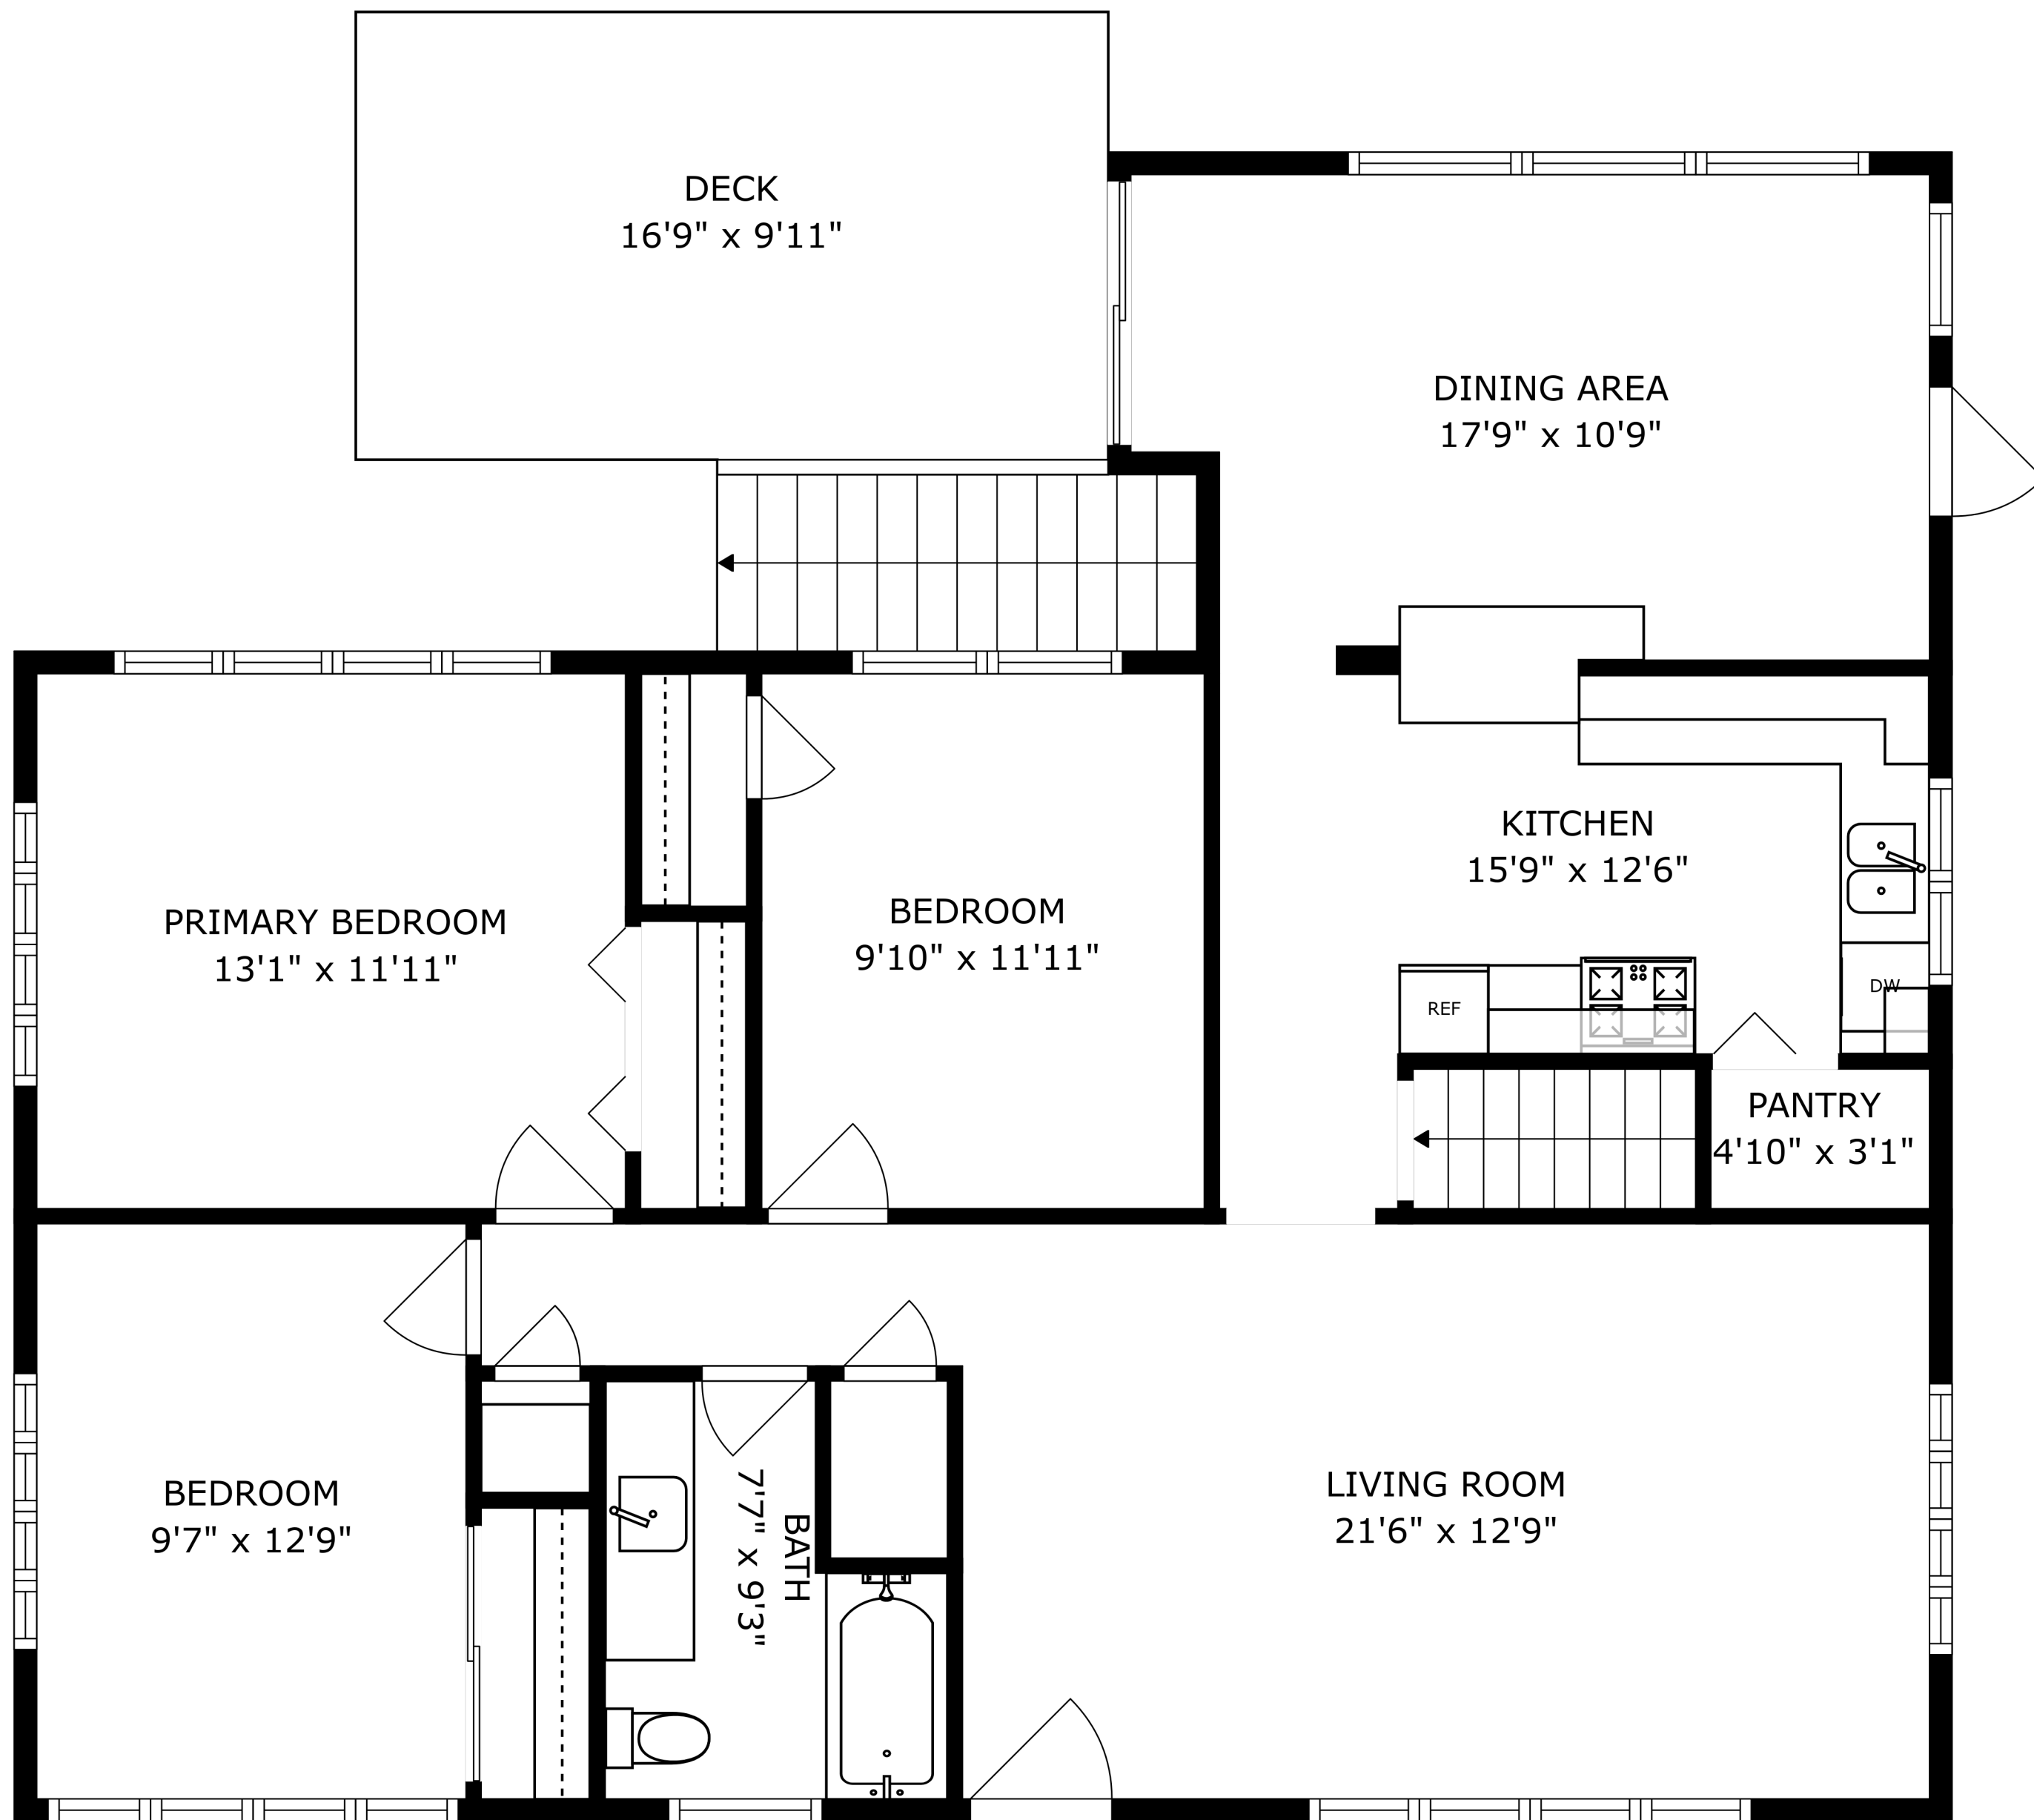 DECK
16'9" x 9'11"
DINING AREA
17'9" x 10'9"
KITCHEN
15'9" x 12'6"
PRIMARY BEDROOM
13'1" x 11'11"
BEDROOM
9'10" x 11'11"
REF
DW
PANTRY
4'10" x 3'1"
BEDROOM
9'7" x 12'9"
BATH
7'7" x 9'3"
LIVING ROOM
21'6" x 12'9"